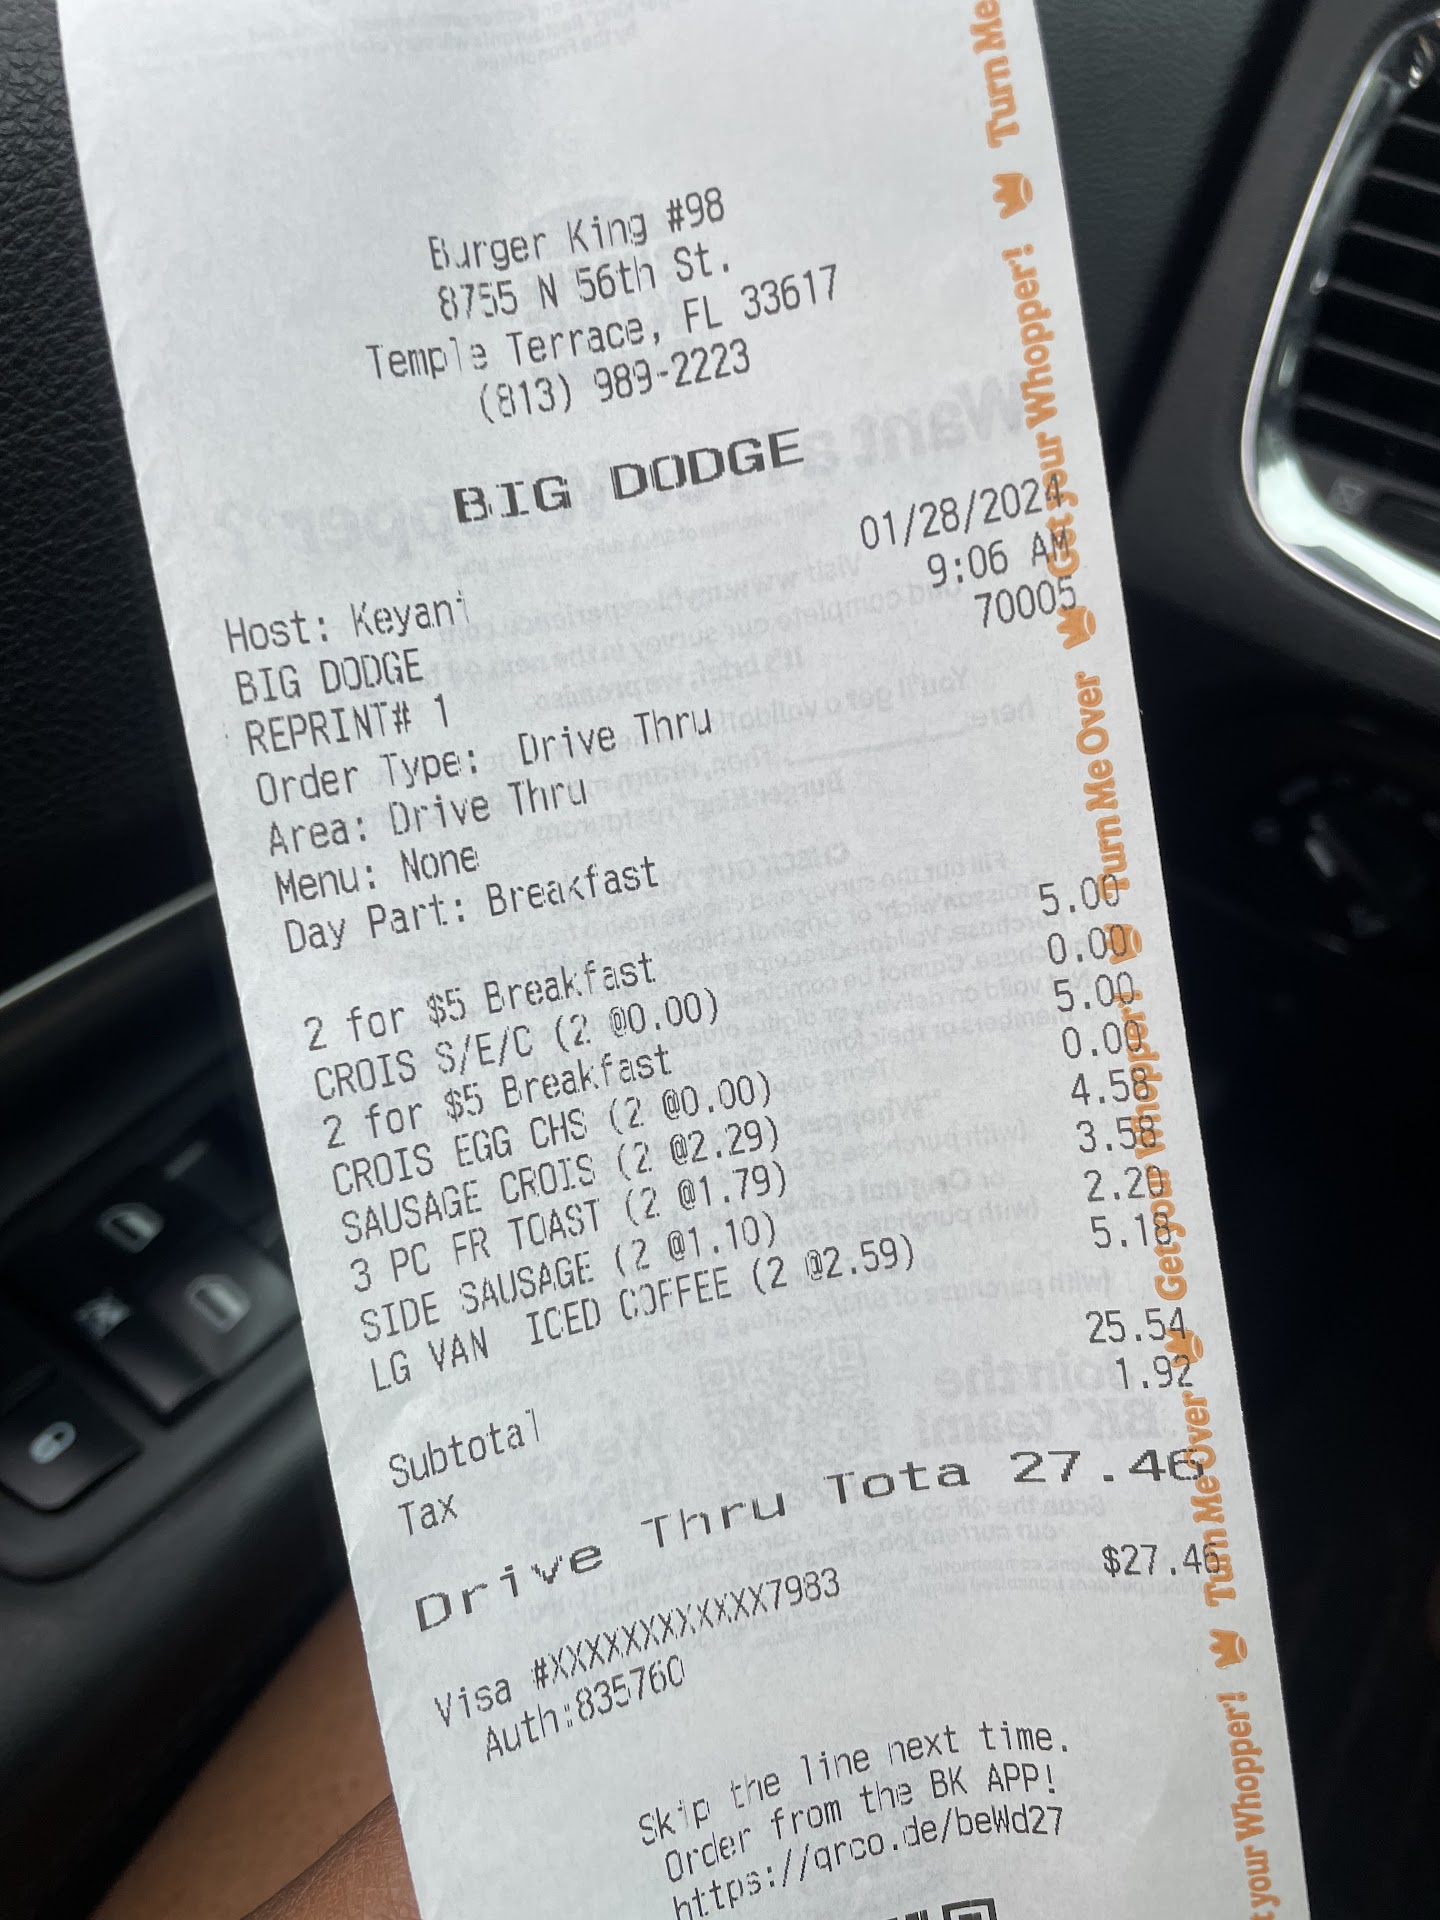 Burger King #98
8755 N 56th St.
Temple Terrace, FL 33617
(813) 989-2223
BIG DODGE
01/28/2024
Host: Keyani 9:06 AM
BIG DODGE 70005
REPRINT# 1
Order Type: Drive Thru
Area: Drive Thru
Menu: None
Day Part: Breakfast
2 for $5 Breakfast 5.00
CROIS S/E/C (2 @0.00) 0.00
2 for $5 Breakfast 5.00
CROIS EGG CHS (2 @0.00) 0.00
SAUSAGE CROIS (2 @2.29) 4.58
3 PC FR TOAST (2 @1.79) 3.58
SIDE SAUSAGE (2 @1.10) 2.20
LG VAN ICED COFFEE (2 @2.59) 5.18
Subtotal 25.54
Tax 1.92
Drive Thru Tota 27.46
Visa #XXXXXXXXXXXX7983 $27.46
Auth:835760
Skip the line next time.
Order from the BK APP!
https://qrco.de/beWd27
Turn Me
Get your Whopper!
Turn Me Over
Get your Whopper!
Turn Me Over
Turn Me Over
t your Whopper!